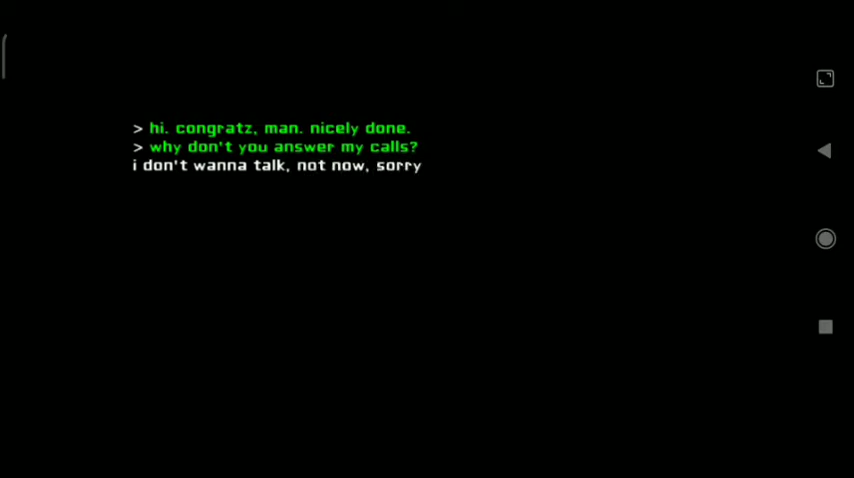 > hi. congratz, man. nicely done.
> why don't you answer my calls?
i don't wanna talk, not now, sorry